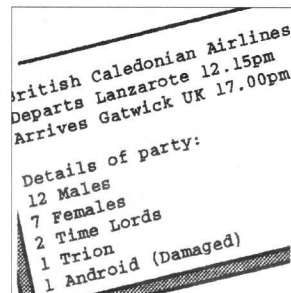 British Caledonian Airlines
Departs Lanzarote 12.15pm
Arrives Gatwick UK 17.00pm
Details of party:
12 Males
7 Females
2 Time Lords
1 Trion
1 Android (Damaged)